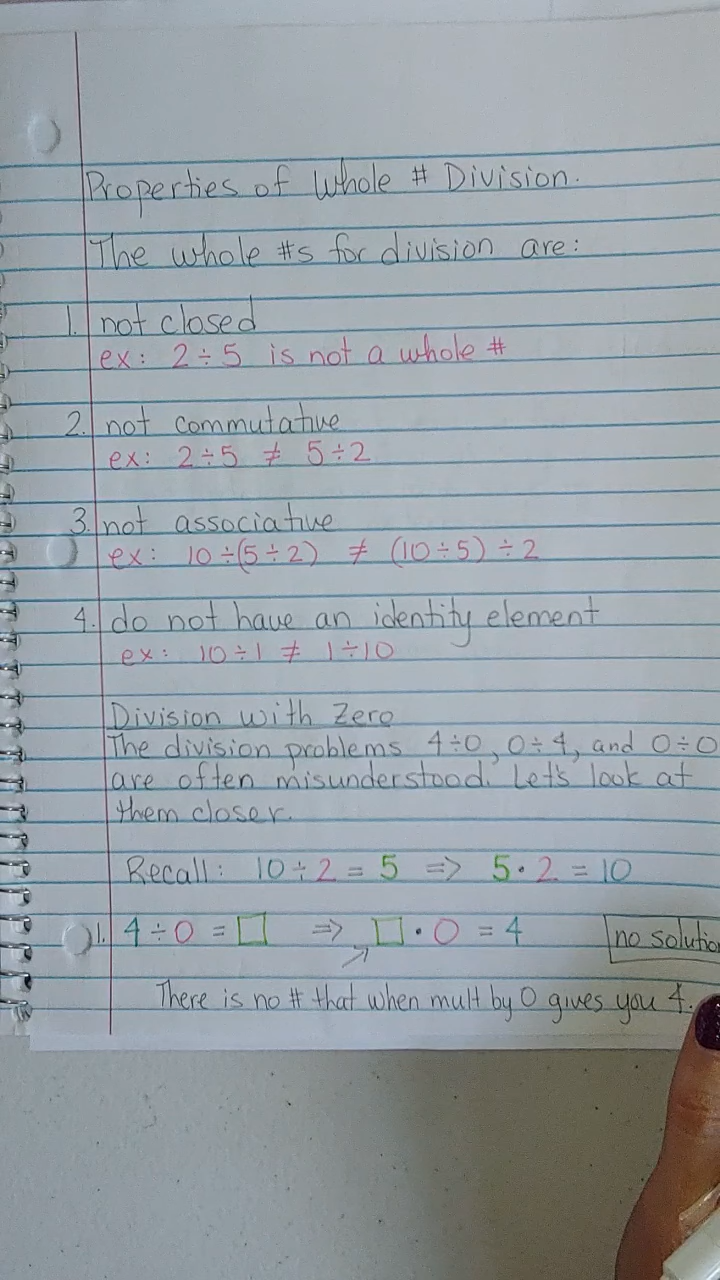 Properties of Whole # Division.
The whole #s for division are:
1. not closed
ex: 2÷5 is not a whole #
2. not commutative
ex: 2÷5 ≠ 5÷2
3. not associative
ex: 10÷(5÷2) ≠ (10÷5)÷2
4. do not have an identity element
ex: 10÷1 ≠ 1÷10
Division with Zero
The division problems 4÷0, 0÷4, and 0÷0
are often misunderstood. Let's look at
them closer.
Recall: 10÷2 = 5 ⇒ 5·2 = 10
1. 4÷0 = □ ⇒ □·0 = 4 no solutio
There is no # that when mult by 0 gives you 4.